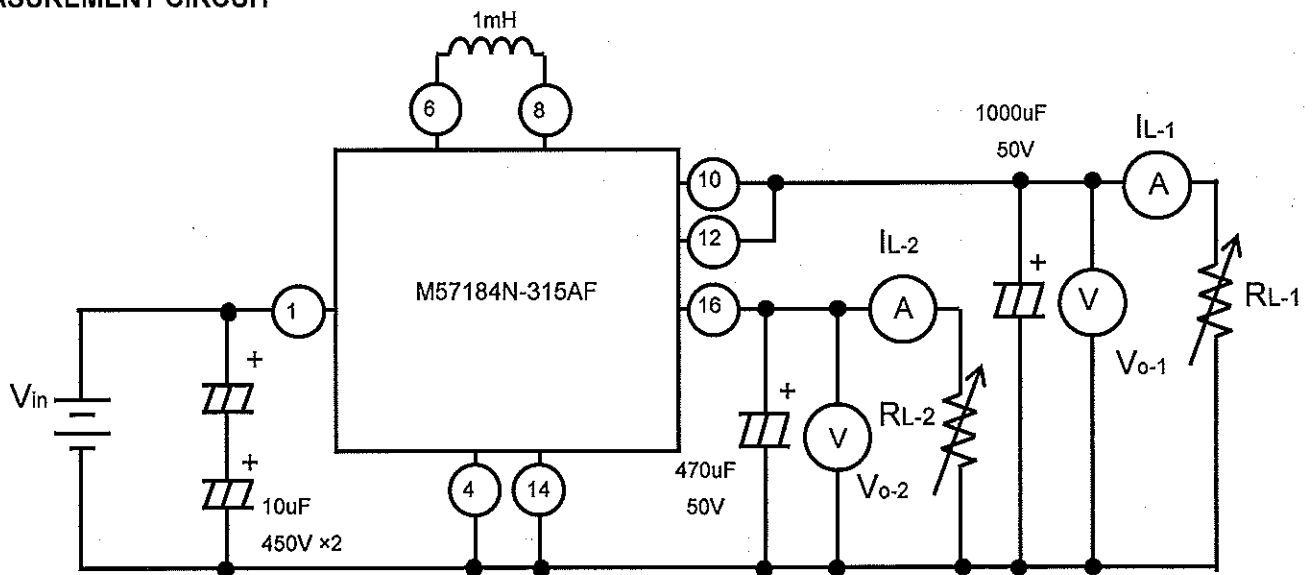 1mH
6
8
1000uF
50V
IL-1
10
A
12
IL-2
M57184N-315AF
+
RL-1
1
16
A
V
Vo-1
+
Vin
+
RL-2
V
+
470uF
50V
Vo-2
4
14
10uF
450V ×2